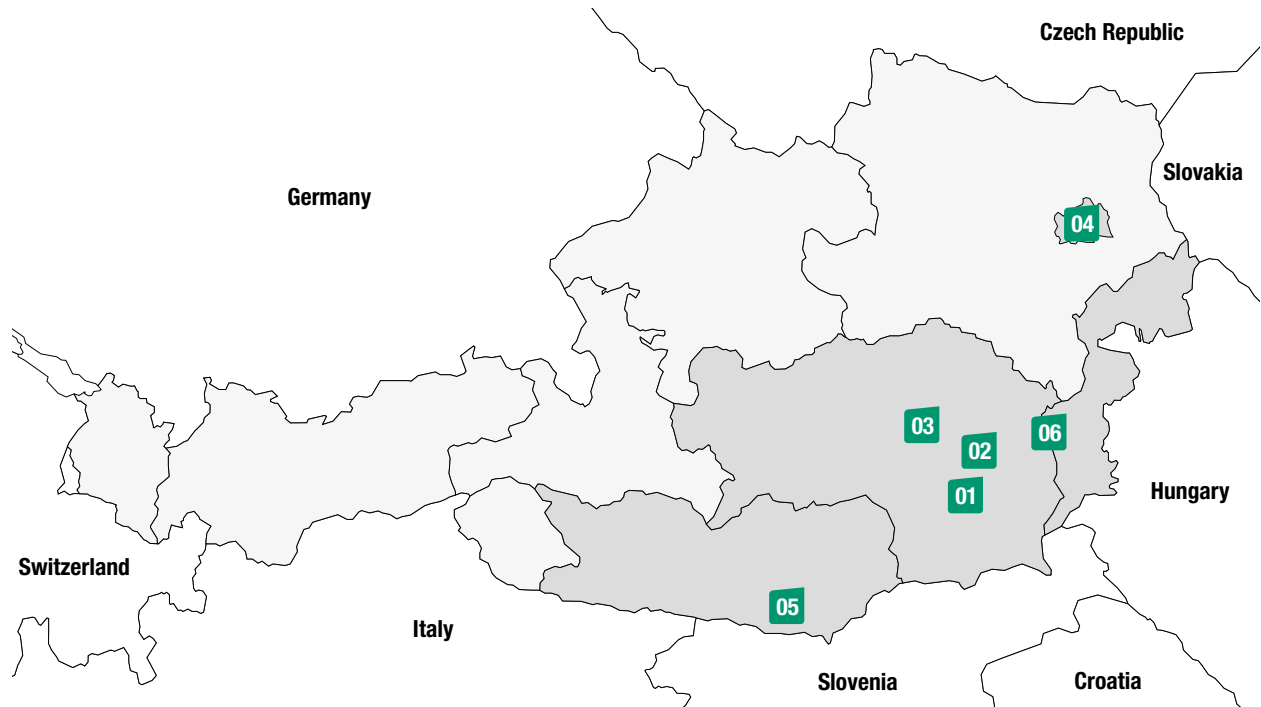 Czech Republic
Slovakia
Germany
04
03
06
02
01
Hungary
Switzerland
05
Italy
Slovenia
Croatia